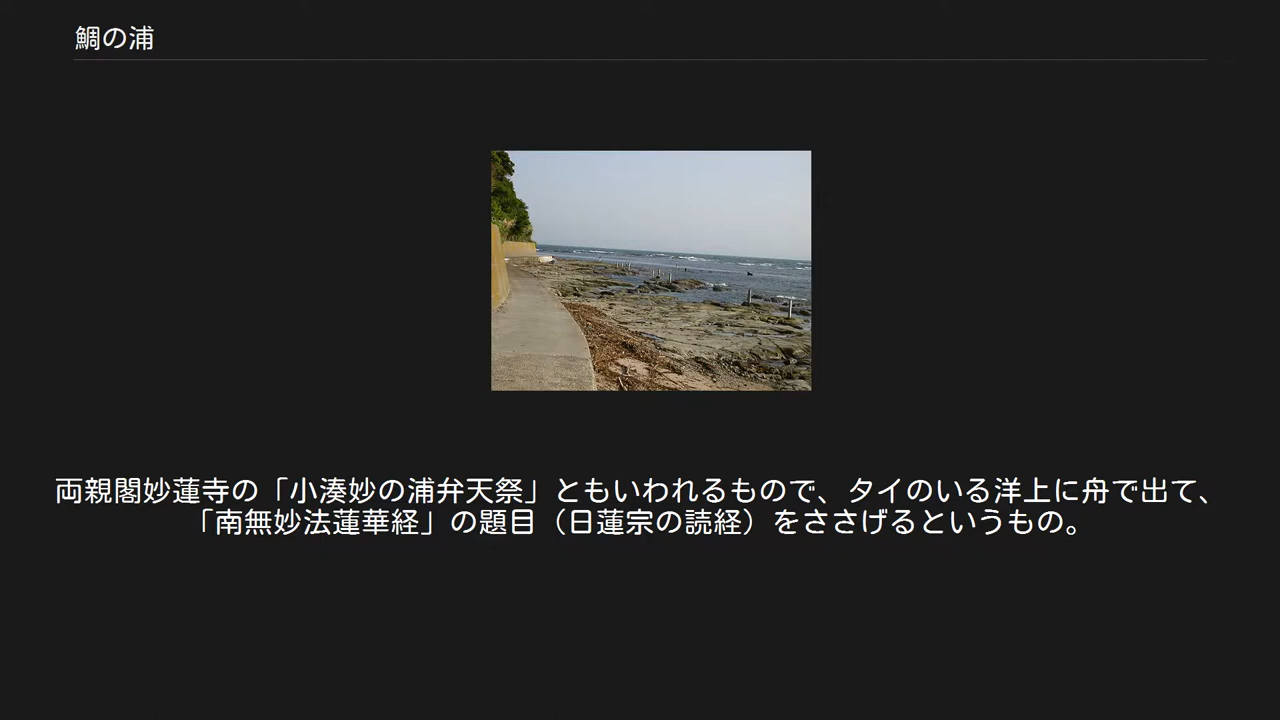 鯛の浦
両親閣妙蓮寺の「小湊妙の浦弁天祭」ともいわれるもので、タイのいる洋上に舟で出て、
「南無妙法蓮華経」の題目（日蓮宗の読経）をささげるというもの。